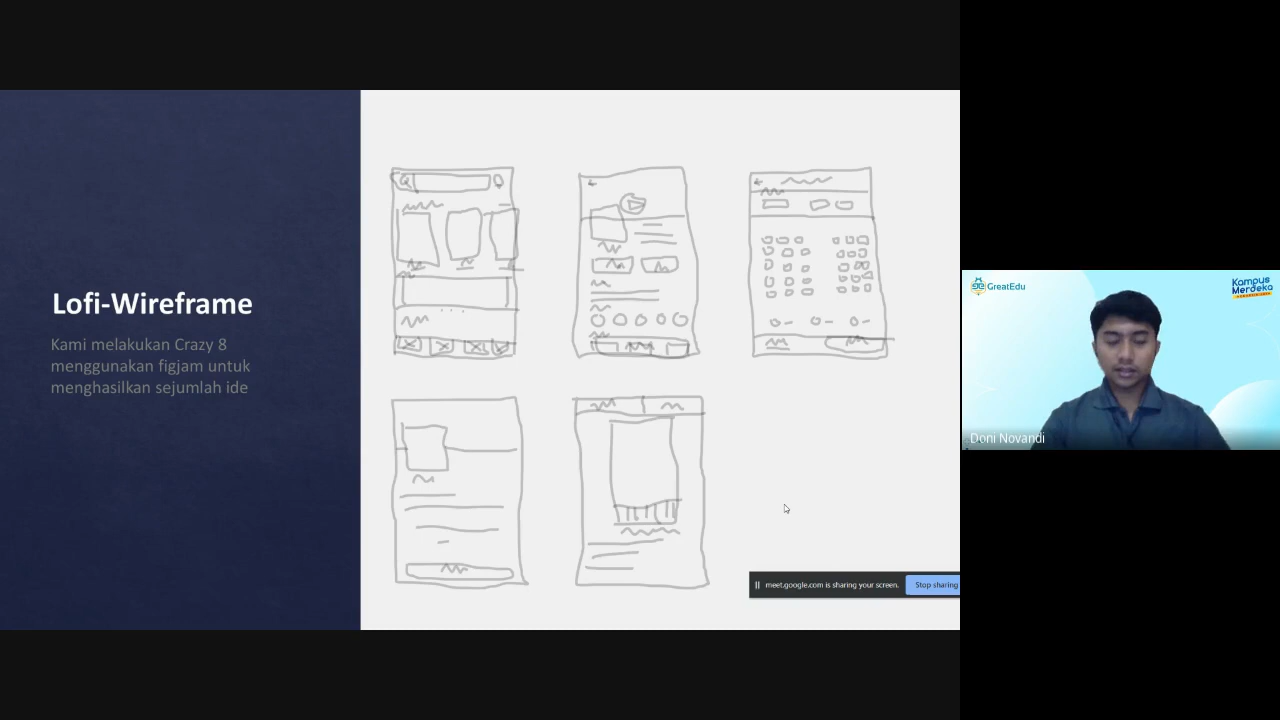 Lofi-Wireframe
Kami melakukan Crazy 8
menggunakan figjam untuk
menghasilkan sejumlah ide
meet.google.com is sharing your screen.
Stop sharing
GreatEdu
Kampus
Merdeka
Doni Novandi